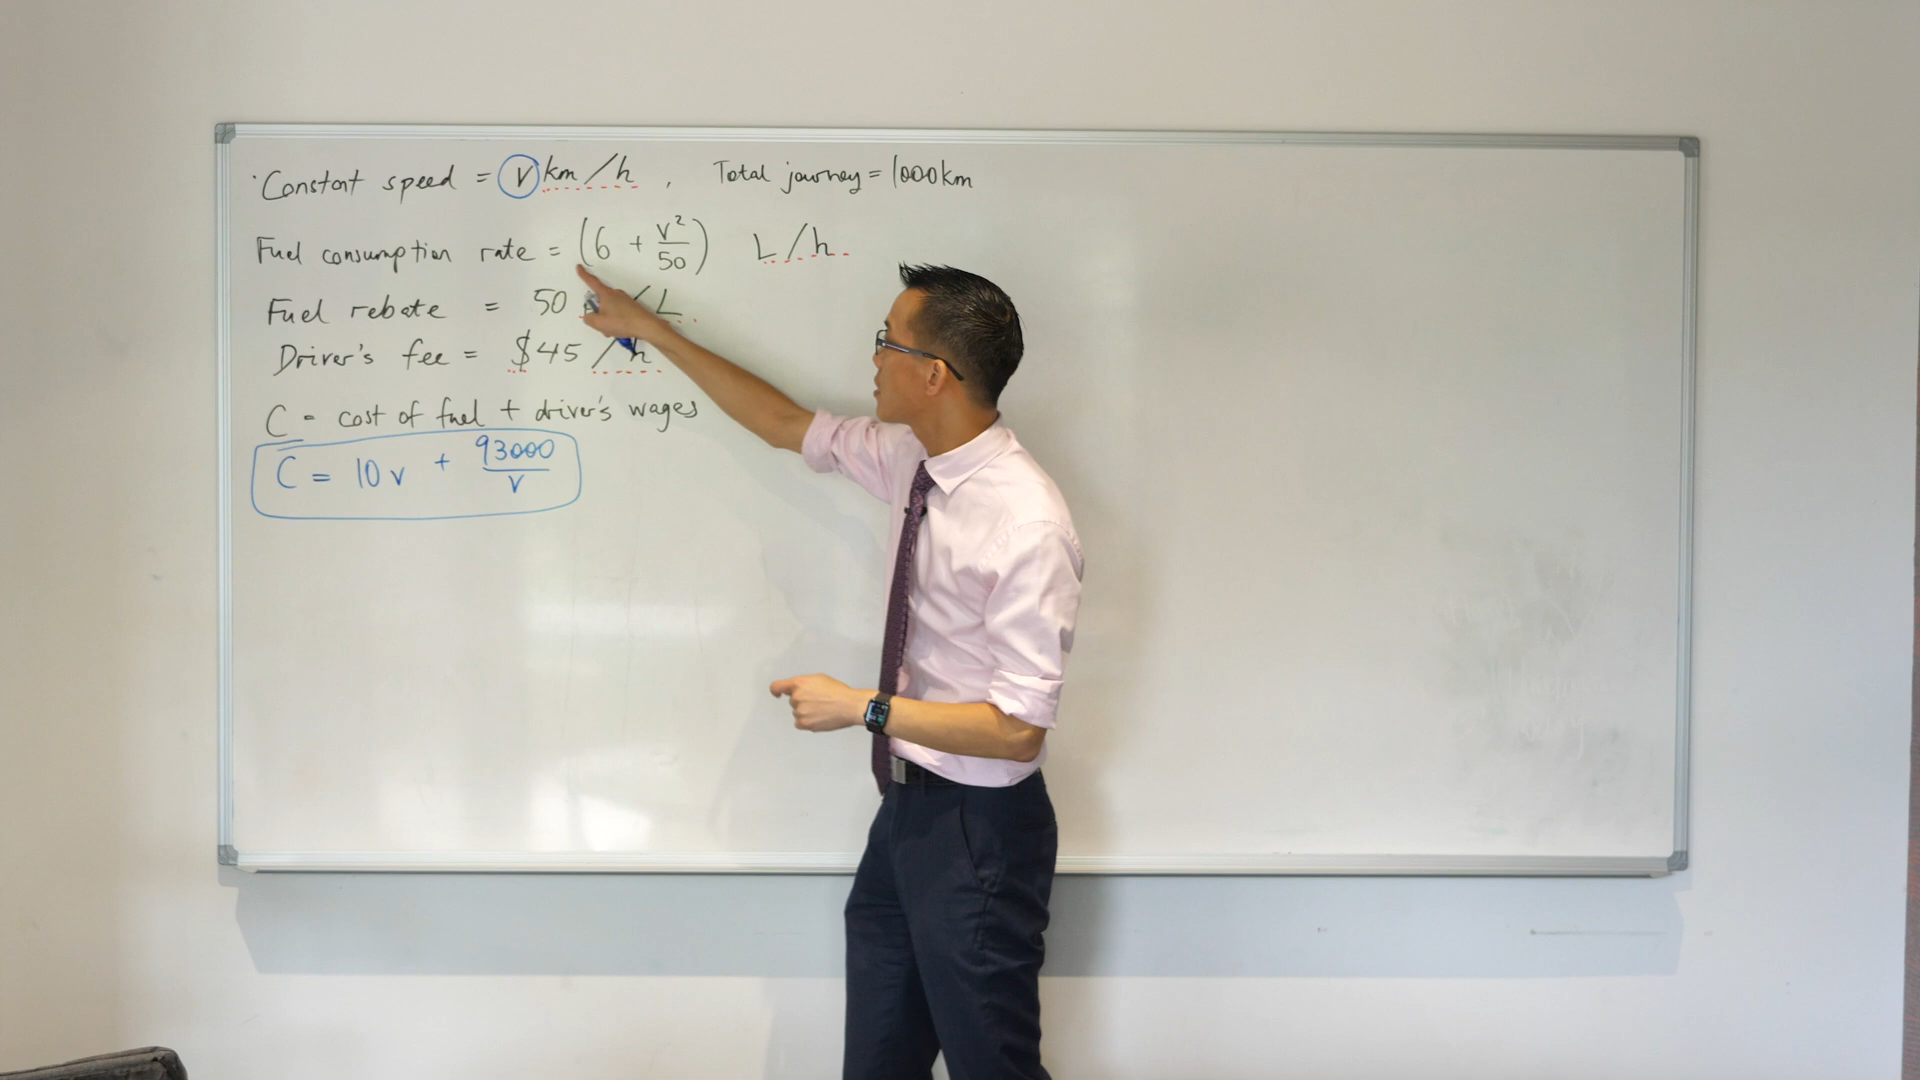 Constant speed = v km/h, Total journey = 1000km
Fuel consumption rate = (6 + v²/50) L/h
Fuel rebate = 50 /L
Driver's fee = $45 /h
C = cost of fuel + driver's wages
C = 10v + 93000/v